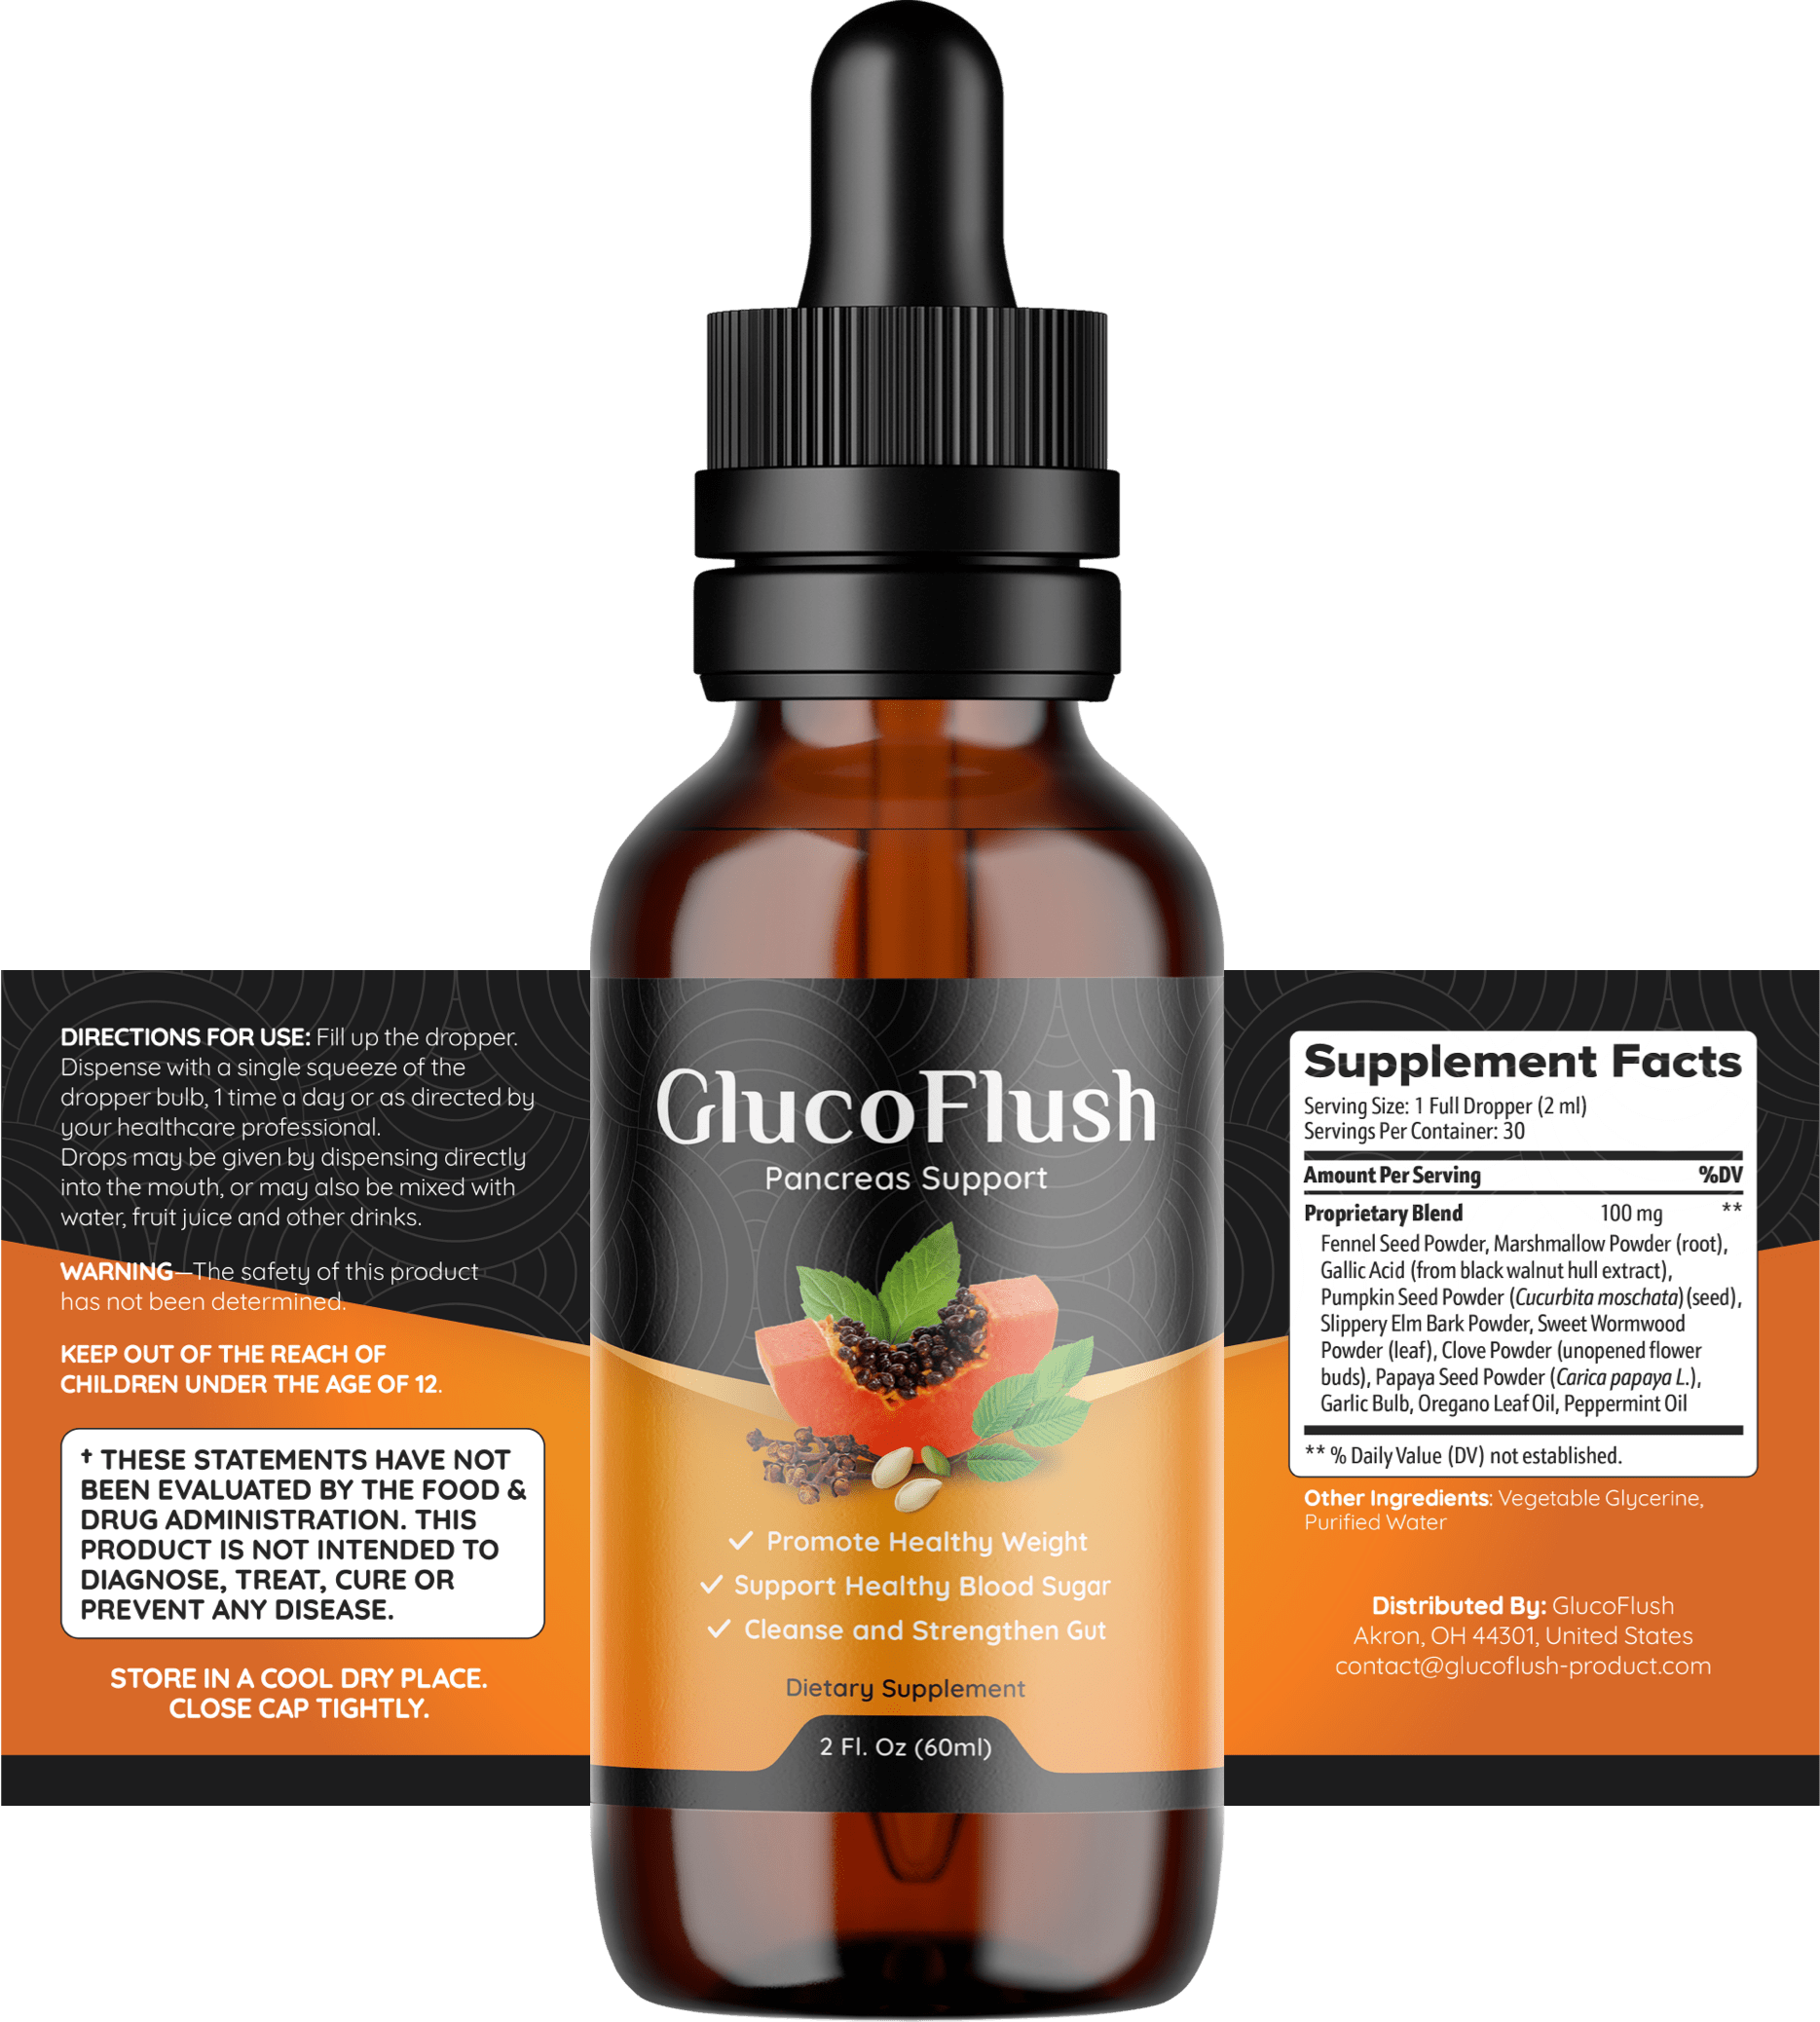 DIRECTIONS FOR USE: Fill up the dropper.
Dispense with a single squeeze of the
dropper bulb, 1 time a day or as directed by
your healthcare professional.
Drops may be given by dispensing directly
into the mouth, or may also be mixed with
water, fruit juice and other drinks.
WARNING—The safety of this product
has not been determined.
KEEP OUT OF THE REACH OF
CHILDREN UNDER THE AGE OF 12.
† THESE STATEMENTS HAVE NOT
BEEN EVALUATED BY THE FOOD &
DRUG ADMINISTRATION. THIS
PRODUCT IS NOT INTENDED TO
DIAGNOSE, TREAT, CURE OR
PREVENT ANY DISEASE.
STORE IN A COOL DRY PLACE.
CLOSE CAP TIGHTLY.
GlucoFlush
Pancreas Support
✓ Promote Healthy Weight
✓ Support Healthy Blood Sugar
✓ Cleanse and Strengthen Gut
Dietary Supplement
2 Fl. Oz (60ml)
Supplement Facts
Serving Size: 1 Full Dropper (2 ml)
Servings Per Container: 30
Amount Per Serving %DV
Proprietary Blend 100 mg **
Fennel Seed Powder, Marshmallow Powder (root),
Gallic Acid (from black walnut hull extract),
Pumpkin Seed Powder (Cucurbita moschata) (seed),
Slippery Elm Bark Powder, Sweet Wormwood
Powder (leaf), Clove Powder (unopened flower
buds), Papaya Seed Powder (Carica papaya L.),
Garlic Bulb, Oregano Leaf Oil, Peppermint Oil
** % Daily Value (DV) not established.
Other Ingredients: Vegetable Glycerine,
Purified Water
Distributed By: GlucoFlush
Akron, OH 44301, United States
contact@glucoflush-product.com